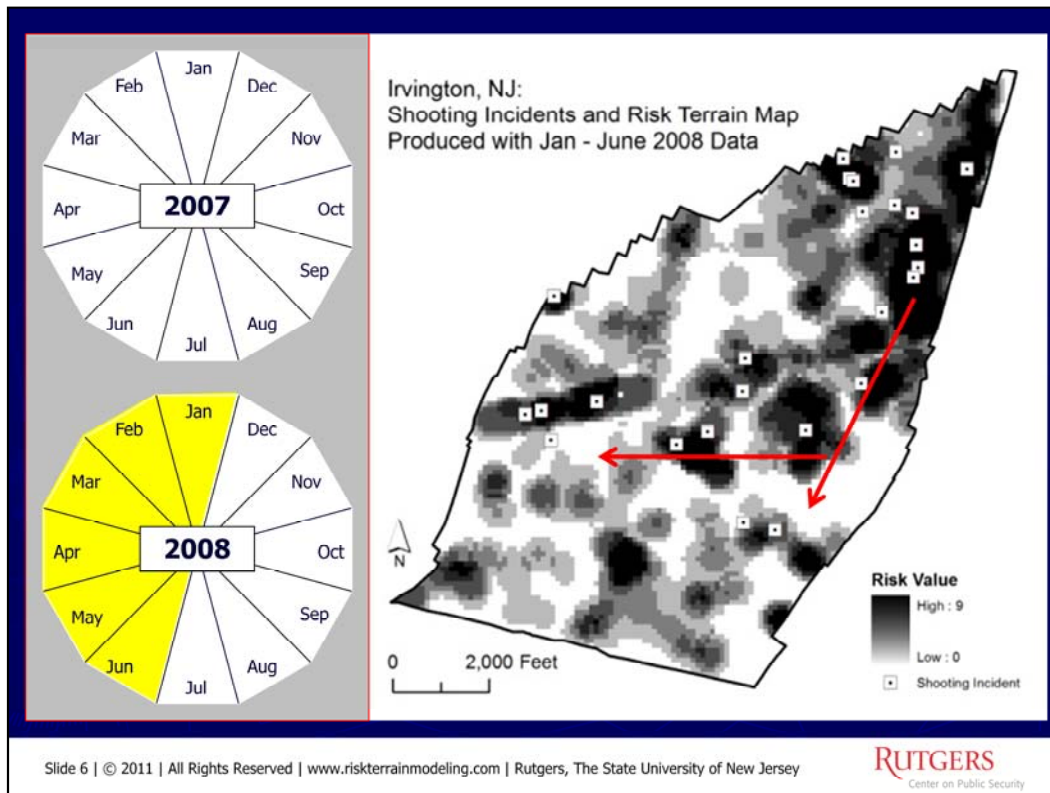 Jan
Dec
Nov
Oct
Sep
Aug
Jul
Jun
May
Apr
Mar
Feb
2007
Jan
Dec
Nov
Oct
Sep
Aug
Jul
Jun
May
Apr
Mar
Feb
2008
Irvington, NJ:
Shooting Incidents and Risk Terrain Map
Produced with Jan - June 2008 Data
N
0 2,000 Feet
Risk Value
High : 9
Low : 0
Shooting Incident
Slide 6 | © 2011 | All Rights Reserved | www.riskterrainmodeling.com | Rutgers, The State University of New Jersey
RUTGERS
Center on Public Security